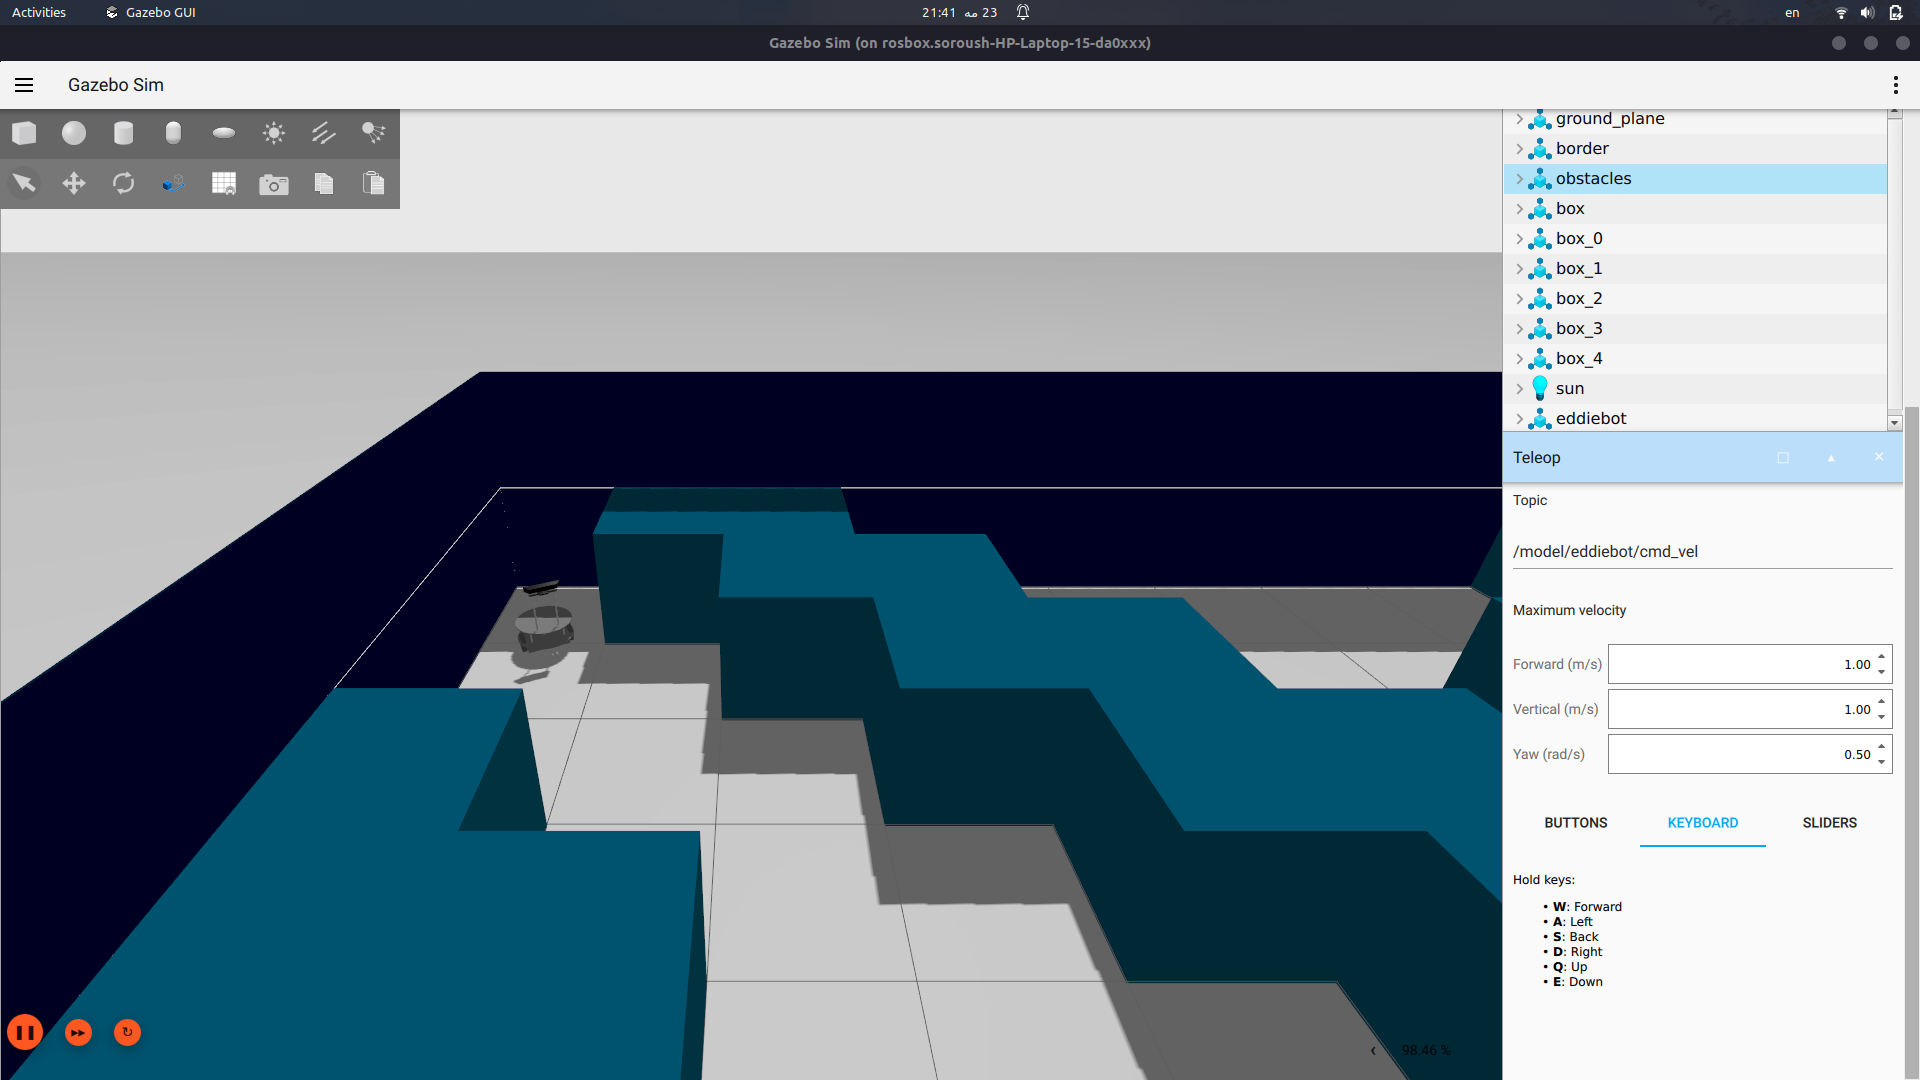 Activities
Gazebo GUI
21:41 مه 23
en
Gazebo Sim (on rosbox.soroush-HP-Laptop-15-da0xxx)
Gazebo Sim
ground_plane
border
obstacles
box
box_0
box_1
box_2
box_3
box_4
sun
eddiebot
Teleop
Topic
/model/eddiebot/cmd_vel
Maximum velocity
Forward (m/s) 1.00
Vertical (m/s) 1.00
Yaw (rad/s) 0.50
BUTTONS KEYBOARD SLIDERS
Hold keys:
• W: Forward
• A: Left
• S: Back
• D: Right
• Q: Up
• E: Down
98.46 %